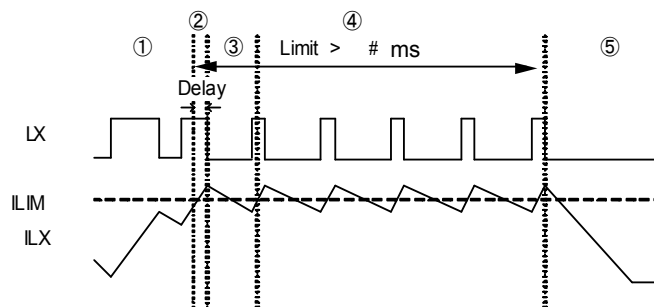 ②
① ③ ④ ⑤
Limit > # ms
Delay
LX
ILIM
ILX